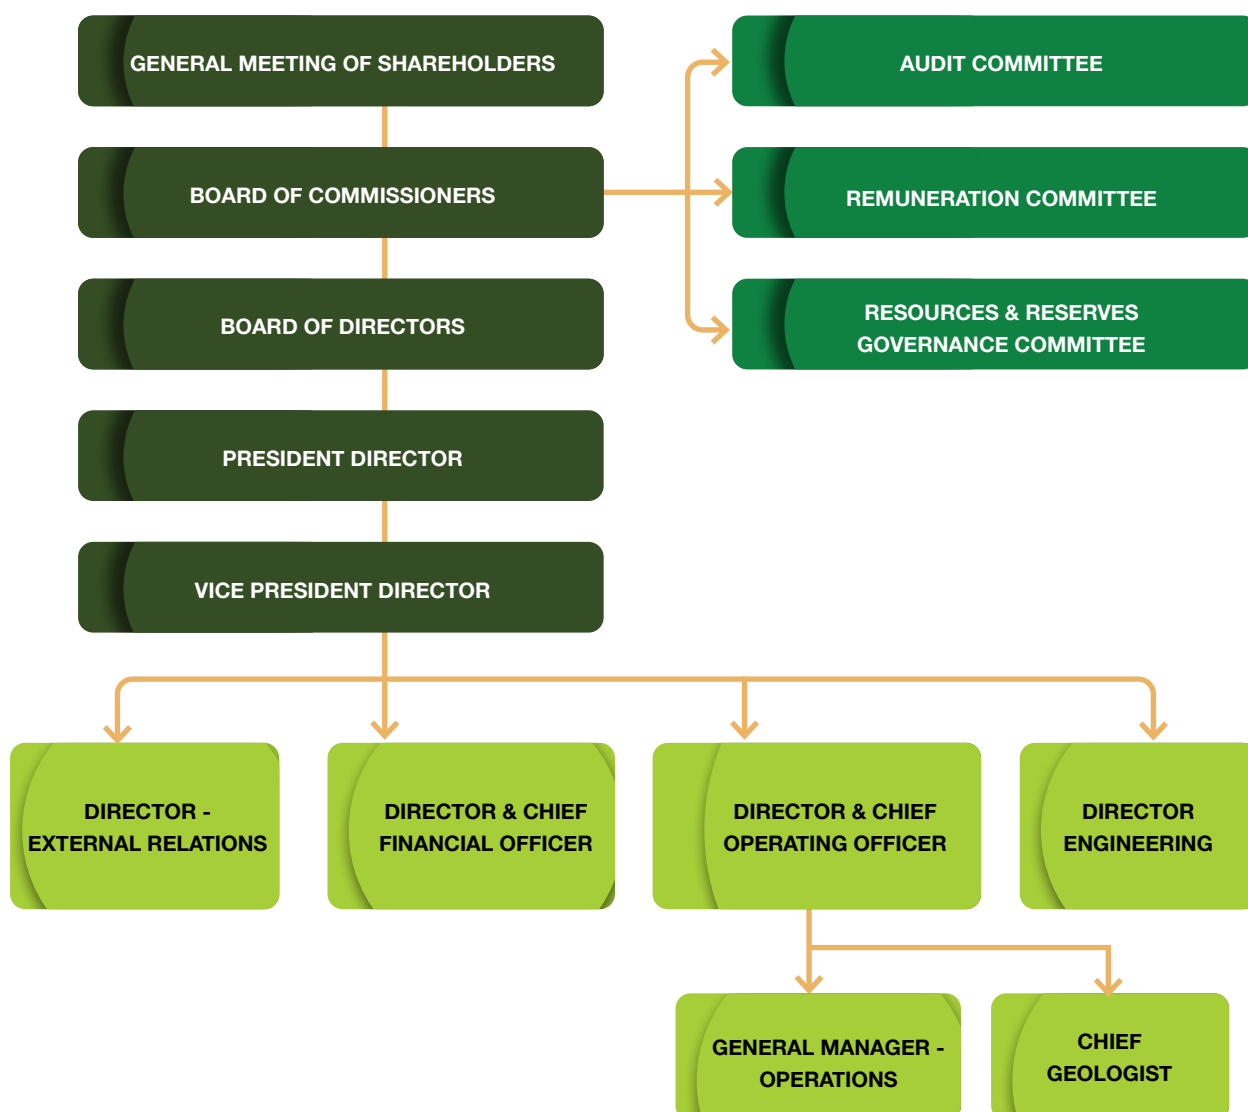 GENERAL MEETING OF SHAREHOLDERS
AUDIT COMMITTEE
BOARD OF COMMISSIONERS
REMUNERATION COMMITTEE
BOARD OF DIRECTORS
RESOURCES & RESERVES
GOVERNANCE COMMITTEE
PRESIDENT DIRECTOR
VICE PRESIDENT DIRECTOR
DIRECTOR -
EXTERNAL RELATIONS
DIRECTOR & CHIEF
FINANCIAL OFFICER
DIRECTOR & CHIEF
OPERATING OFFICER
DIRECTOR
ENGINEERING
GENERAL MANAGER -
OPERATIONS
CHIEF
GEOLOGIST